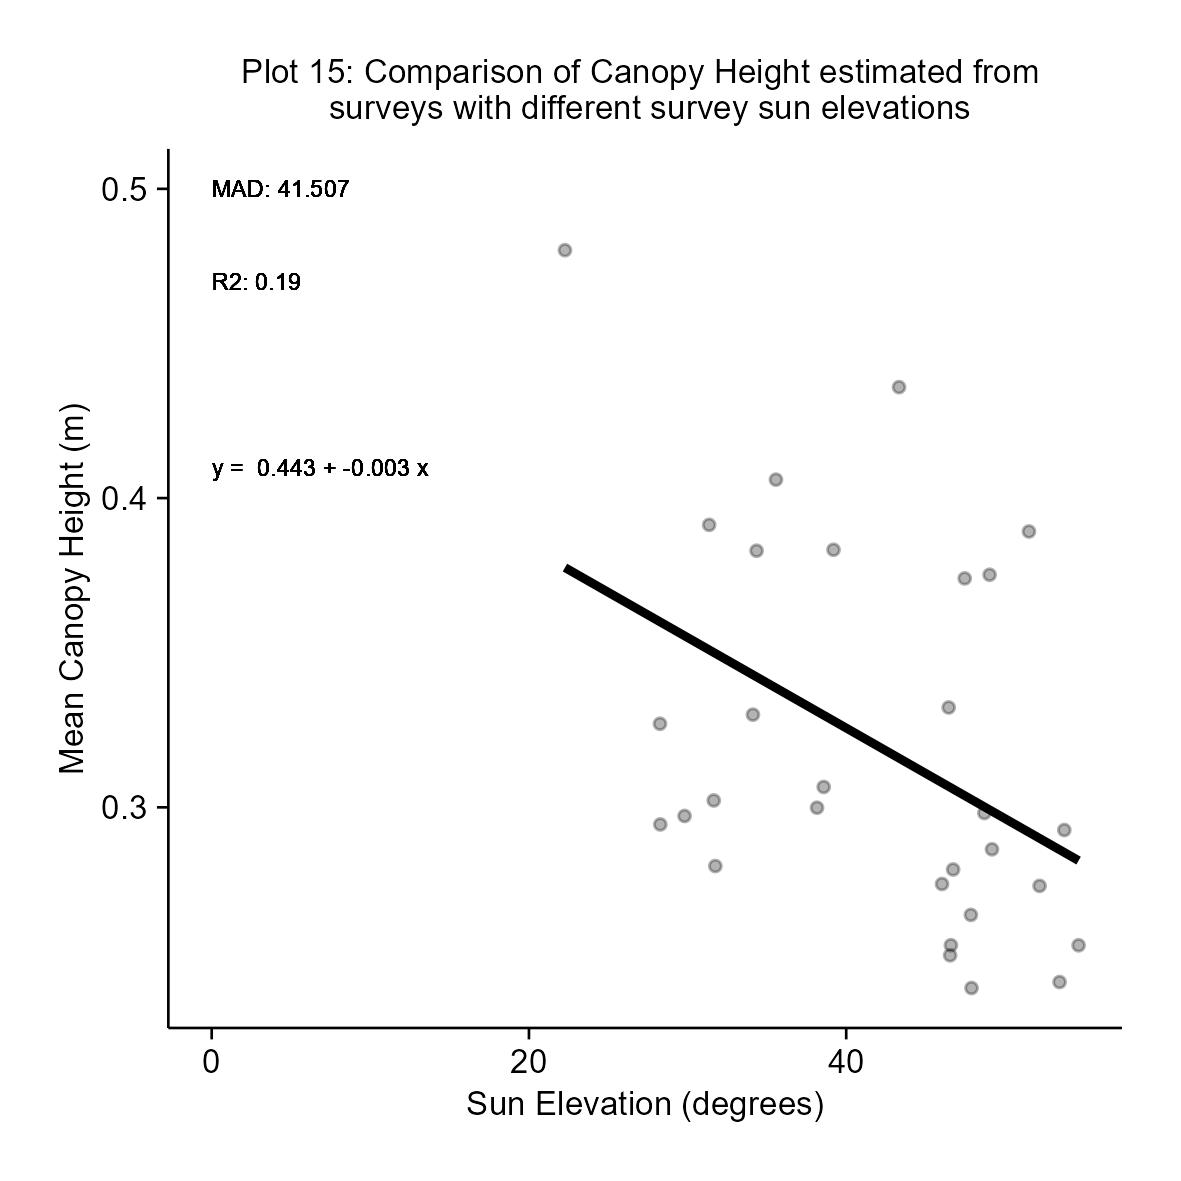 Plot 15: Comparison of Canopy Height estimated from
surveys with different survey sun elevations
0.5
MAD: 41.507
R2: 0.19
y =  0.443 + -0.003 x
0.4
0.3
Mean Canopy Height (m)
0
20
40
Sun Elevation (degrees)